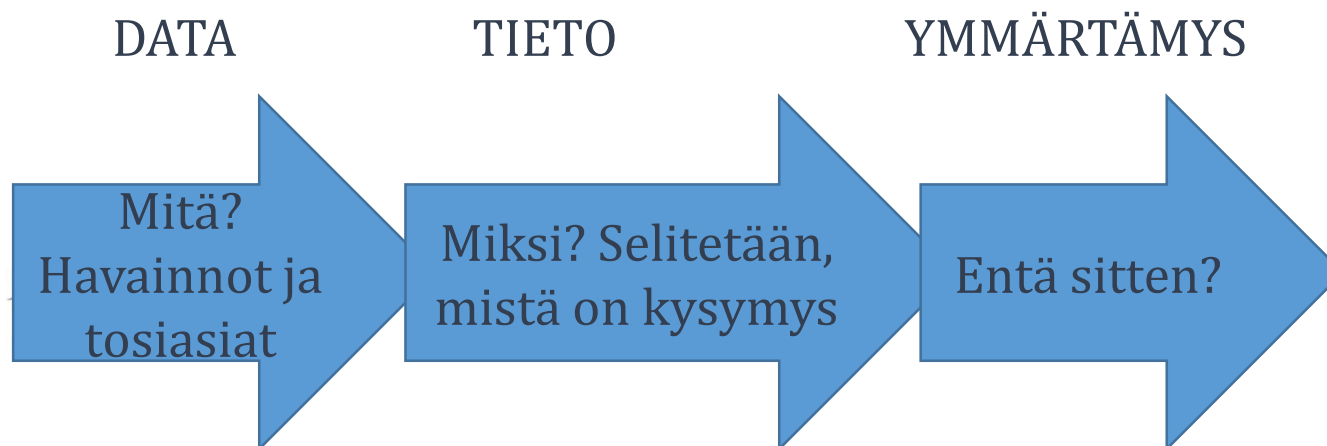 DATA
TIETO
YMMÄRTÄMYS
Mitä?
Havainnot ja
tosiasiat
Miksi? Selitetään,
mistä on kysymys
Entä sitten?